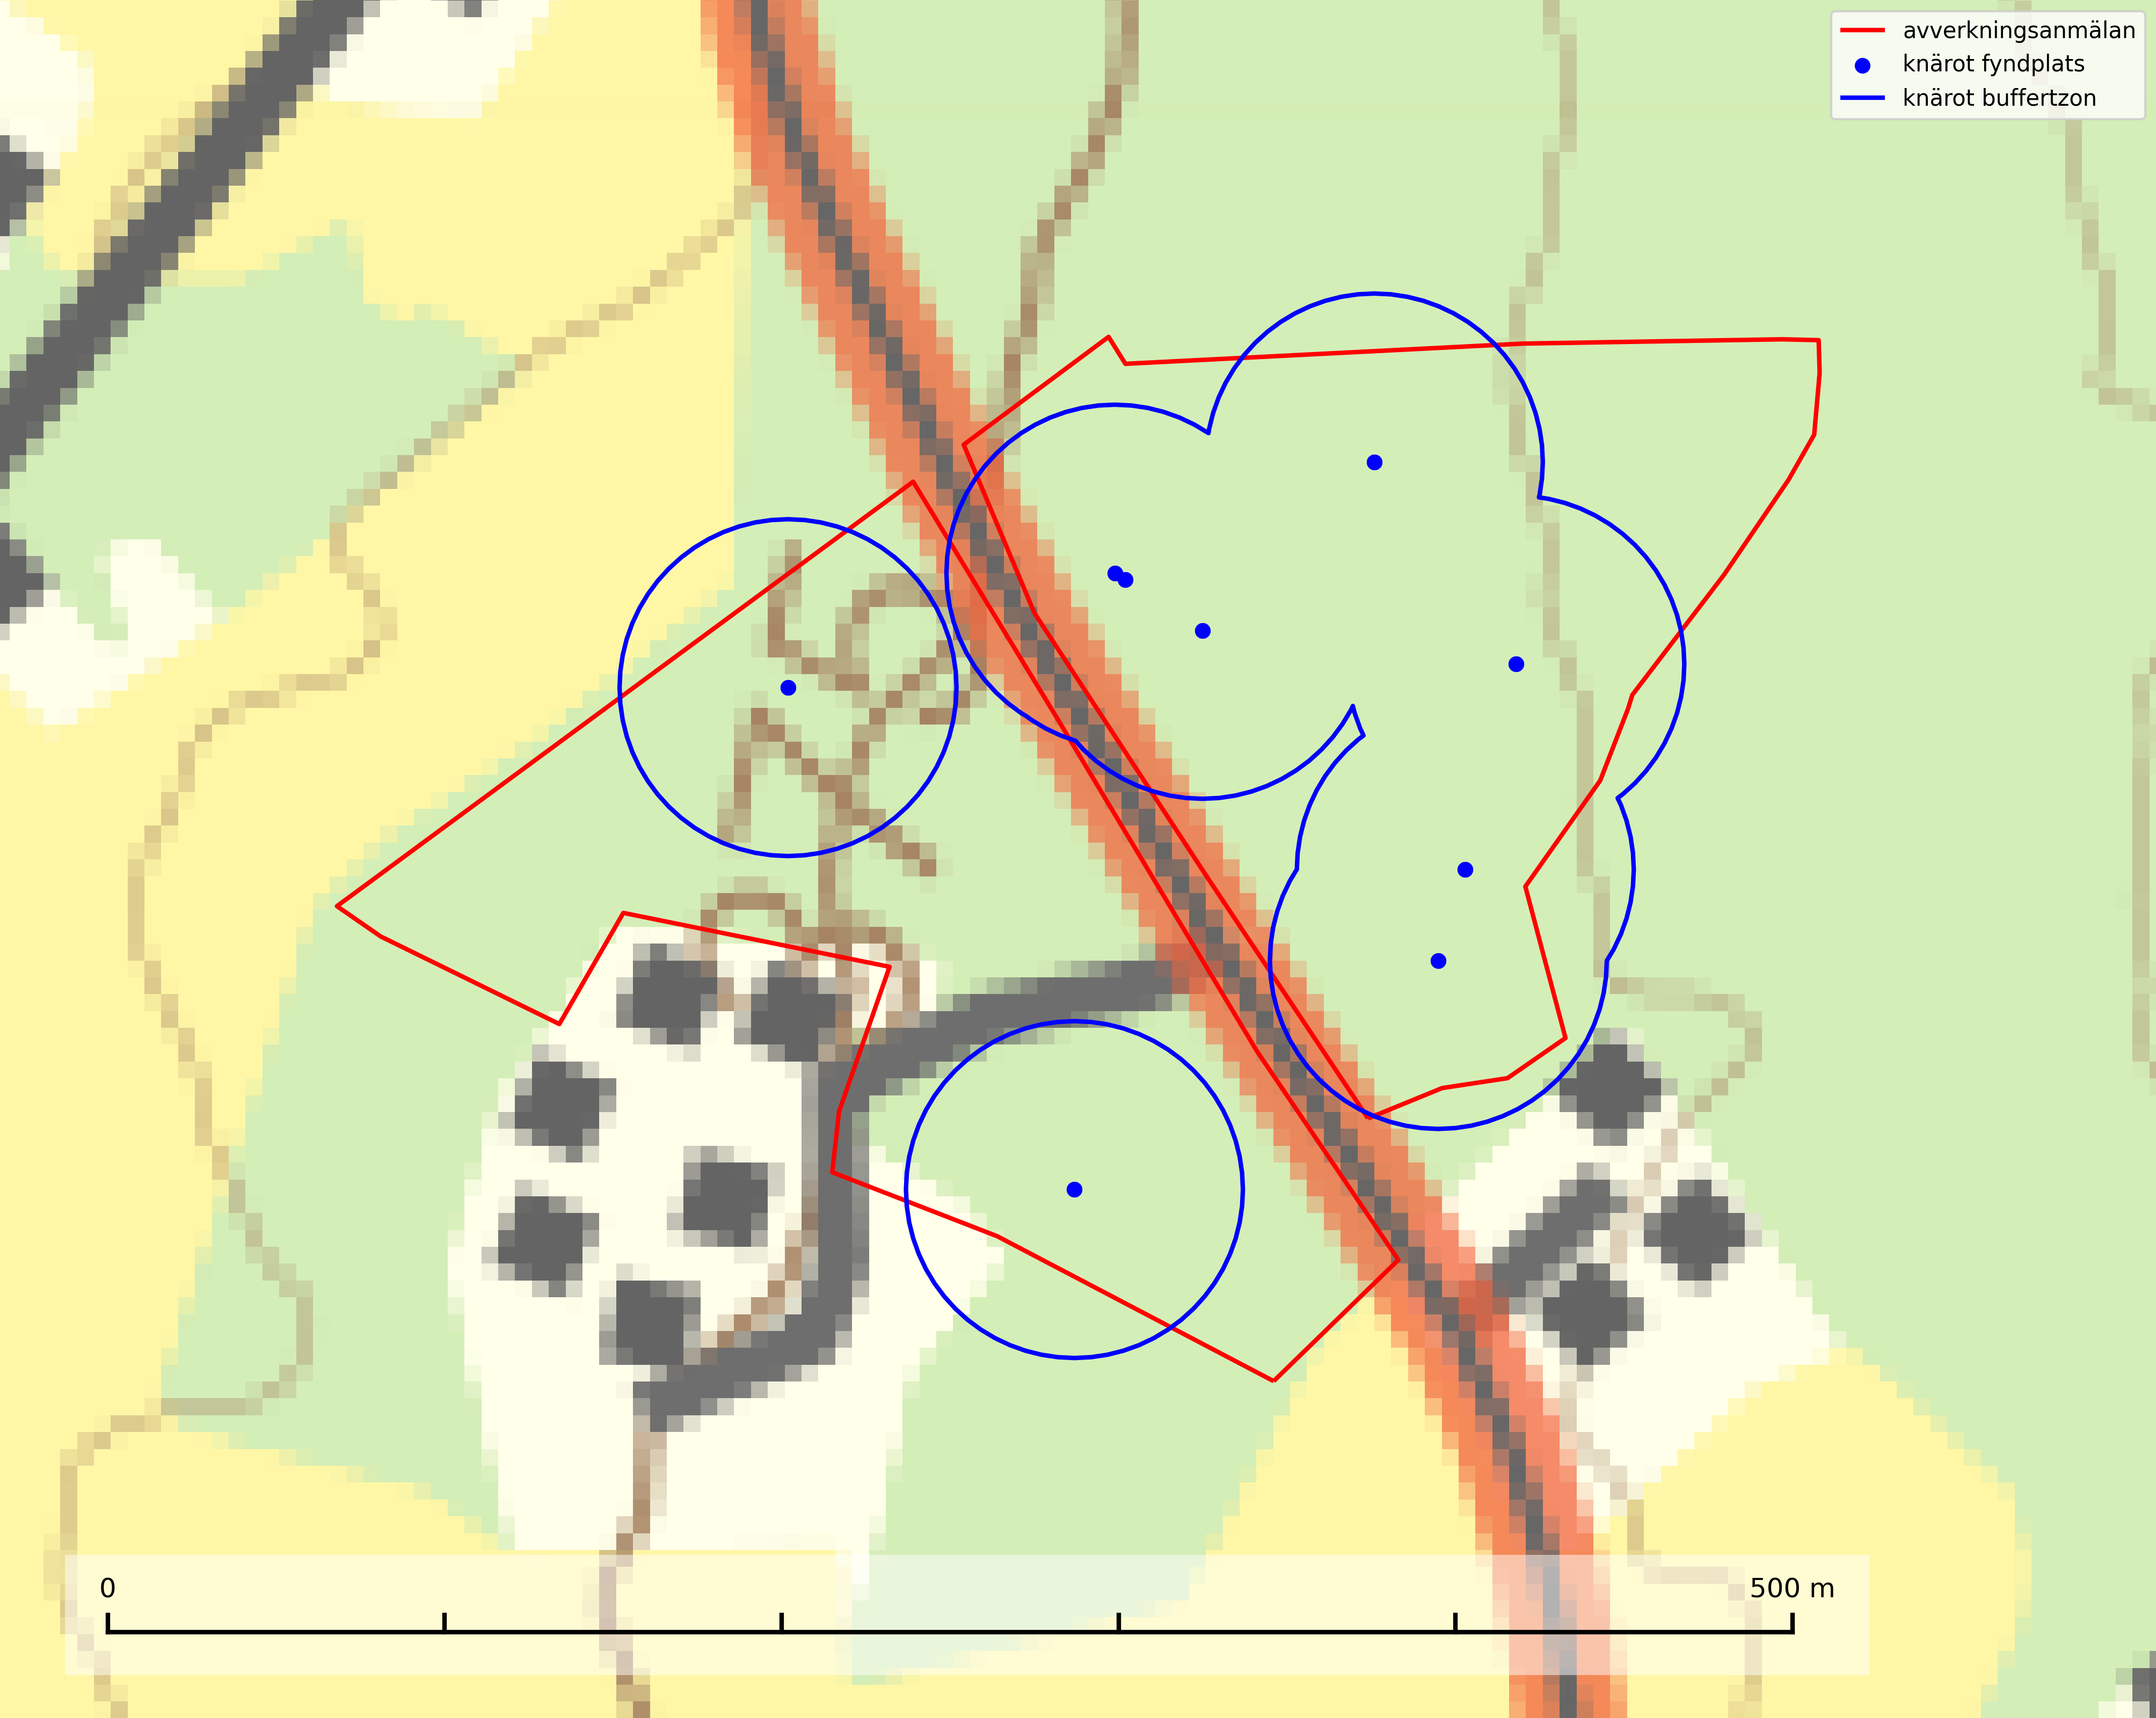 avverkningsanmälan
knärot fyndplats
knärot buffertzon
0
500 m